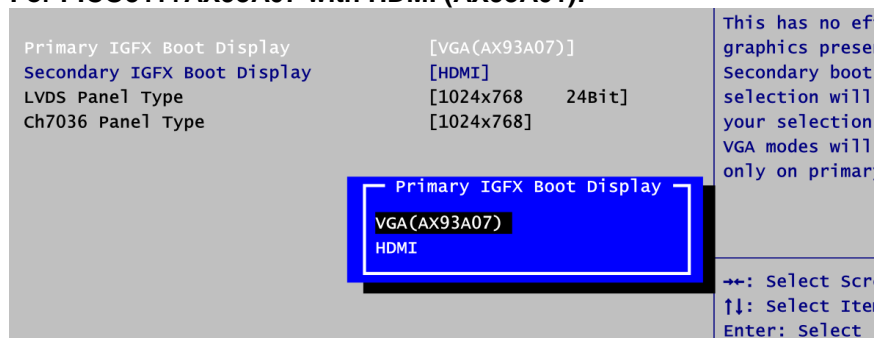 Primary IGFX Boot Display [VGA(AX93A07)]
Secondary IGFX Boot Display [HDMI]
LVDS Panel Type [1024x768 24Bit]
Ch7036 Panel Type [1024x768]
Primary IGFX Boot Display
VGA(AX93A07)
HDMI
This has no ef
graphics prese
Secondary boot
selection will
your selection
VGA modes will
only on primar
→←: Select Scr
↑↓: Select Ite
Enter: Select